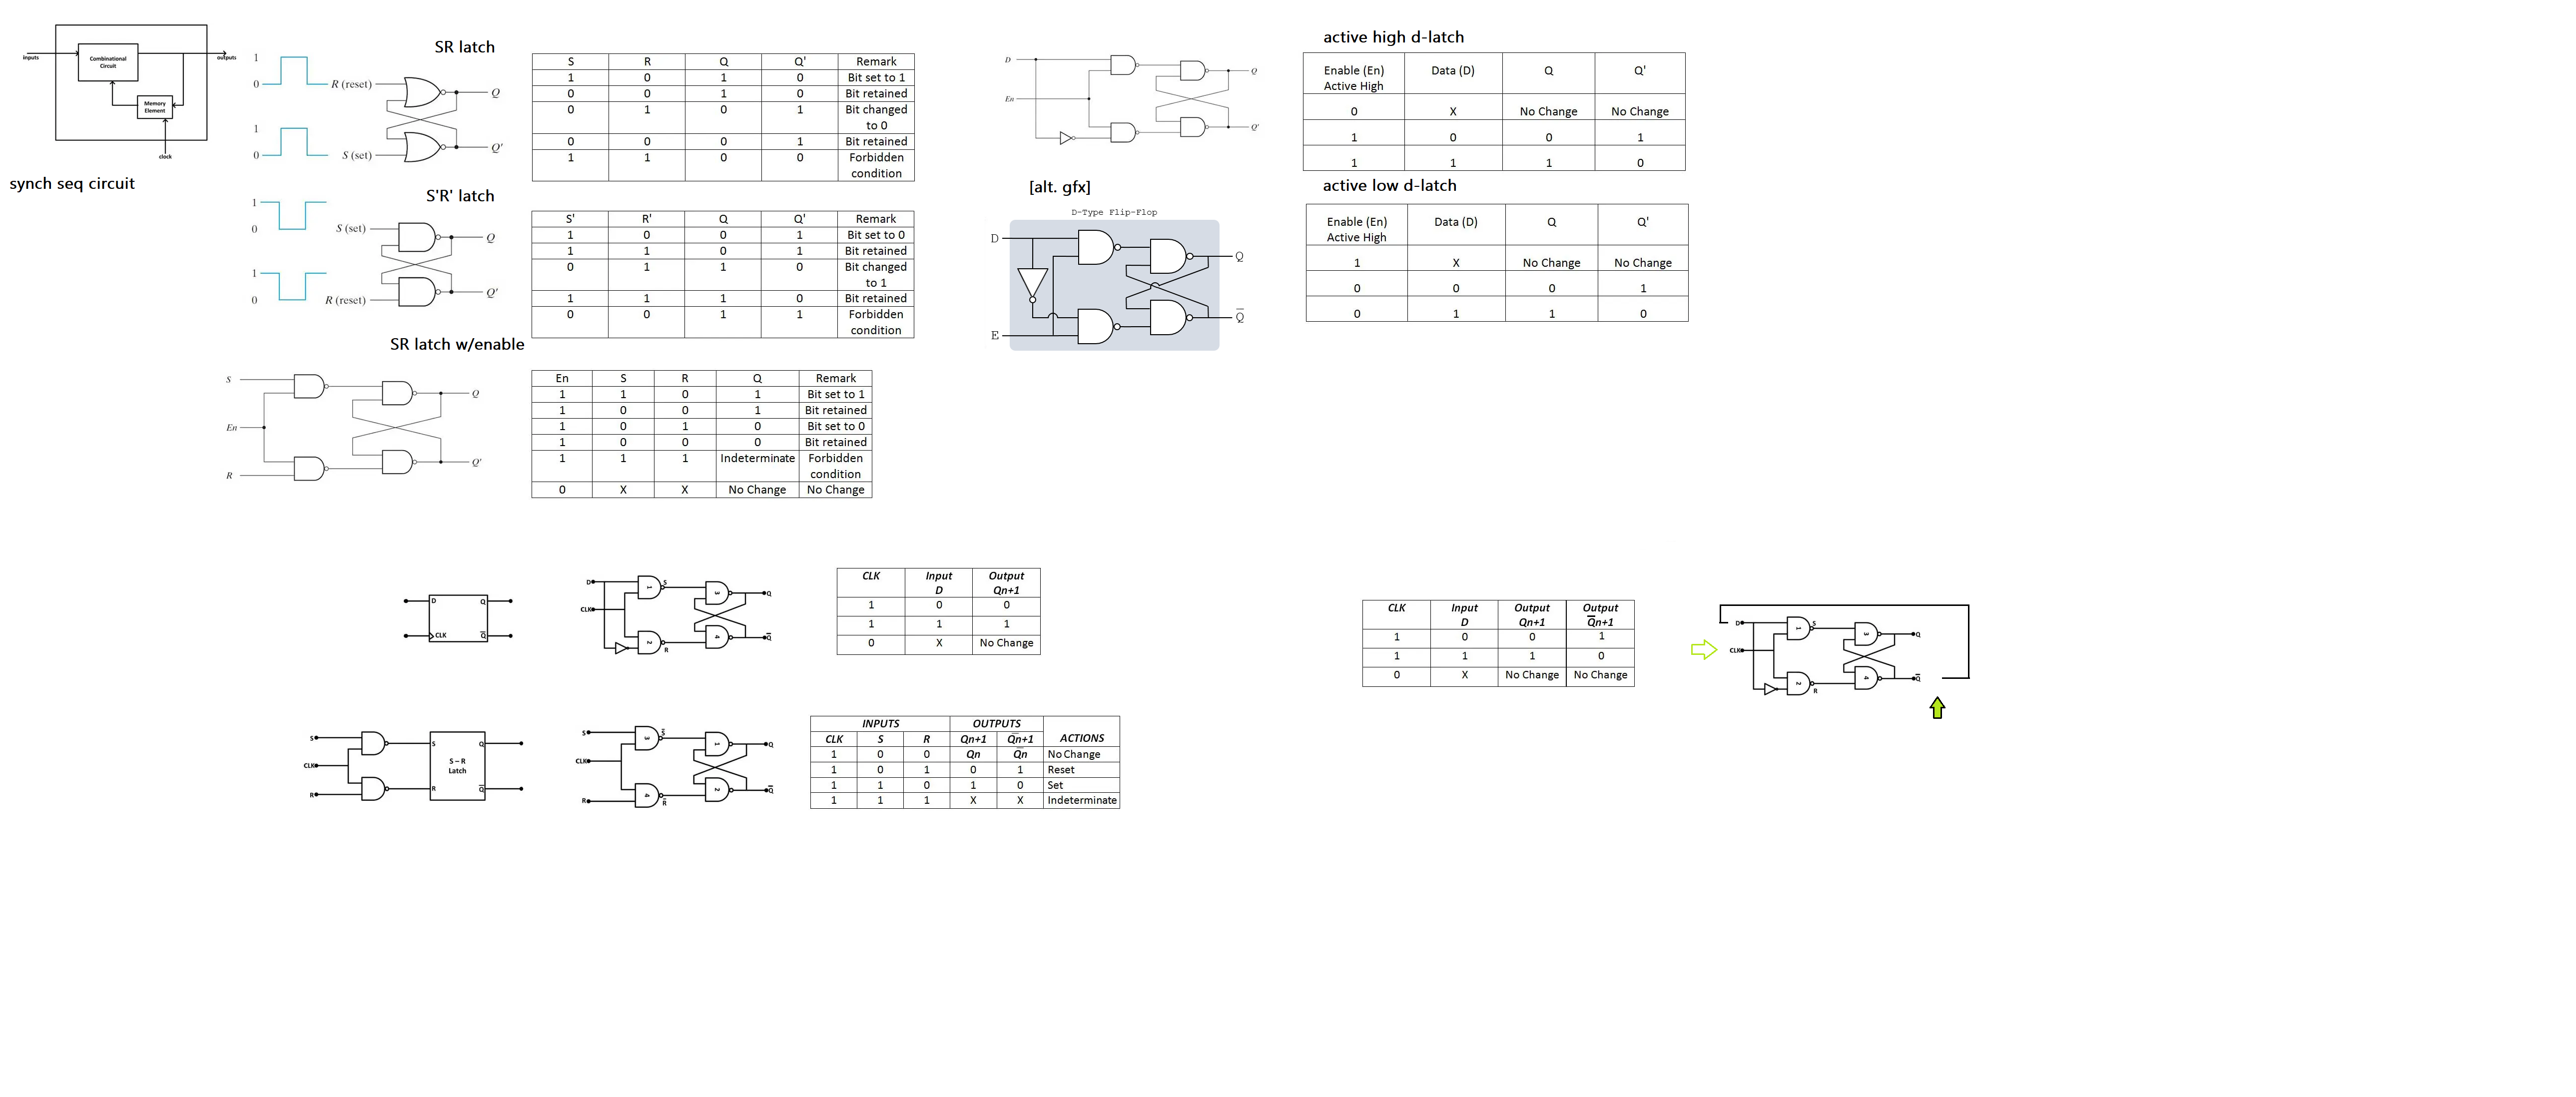 inputs
Combinational
Circuit
outputs
Memory
Element
clock
synch seq circuit
SR latch
1
0
R (reset)
Q
1
0
S (set)
Q'
S R Q Q' Remark
1 0 1 0 Bit set to 1
0 0 1 0 Bit retained
0 1 0 1 Bit changed
to 0
0 0 0 1 Bit retained
1 1 0 0 Forbidden
condition
S'R' latch
1
0
S (set)
Q
1
0
R (reset)
Q'
S' R' Q Q' Remark
1 0 0 1 Bit set to 0
1 1 0 1 Bit retained
0 1 1 0 Bit changed
to 1
1 1 1 0 Bit retained
0 0 1 1 Forbidden
condition
SR latch w/enable
S
Q
En
Q'
R
En S R Q Remark
1 1 0 1 Bit set to 1
1 0 0 1 Bit retained
1 0 1 0 Bit set to 0
1 0 0 0 Bit retained
1 1 1 Indeterminate Forbidden
condition
0 X X No Change No Change
D
Q
En
Q'
[alt. gfx]
D-Type Flip-Flop
D
Q
Q̅
E
active high d-latch
Enable (En) Data (D) Q Q'
Active High
0 X No Change No Change
1 0 0 1
1 1 1 0
active low d-latch
Enable (En) Data (D) Q Q'
Active High
1 X No Change No Change
0 0 0 1
0 1 1 0
D Q
CLK Q̅
D 1 S
3 Q
CLK
4 Q̅
2 R
CLK Input Output
D Qn+1
1 0 0
1 1 1
0 X No Change
S
S Q
CLK
S – R
Latch
R
R Q̅
S 3 S̅
1 Q
CLK
2 Q̅
R 4 R̅
INPUTS OUTPUTS
CLK S R Qn+1 Q̅n+1 ACTIONS
1 0 0 Qn Q̅n No Change
1 0 1 0 1 Reset
1 1 0 1 0 Set
1 1 1 X X Indeterminate
CLK Input Output Output
D Qn+1 Q̅n+1
1 0 0 1
1 1 1 0
0 X No Change No Change
D 1 S
3 Q
CLK
4 Q̅
2 R